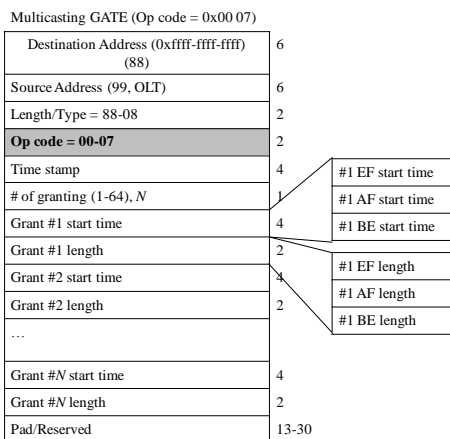 Multicasting GATE (Op code = 0x00 07)
Destination Address (0xffff-ffff-ffff) 6
(88)
Source Address (99, OLT) 6
Length/Type = 88-08 2
Op code = 00-07 2
Time stamp 4
# of granting (1-64), N 1
Grant #1 start time 4
Grant #1 length 2
Grant #2 start time 4
Grant #2 length 2
…
Grant #N start time 4
Grant #N length 2
Pad/Reserved 13-30
#1 EF start time
#1 AF start time
#1 BE start time
#1 EF length
#1 AF length
#1 BE length